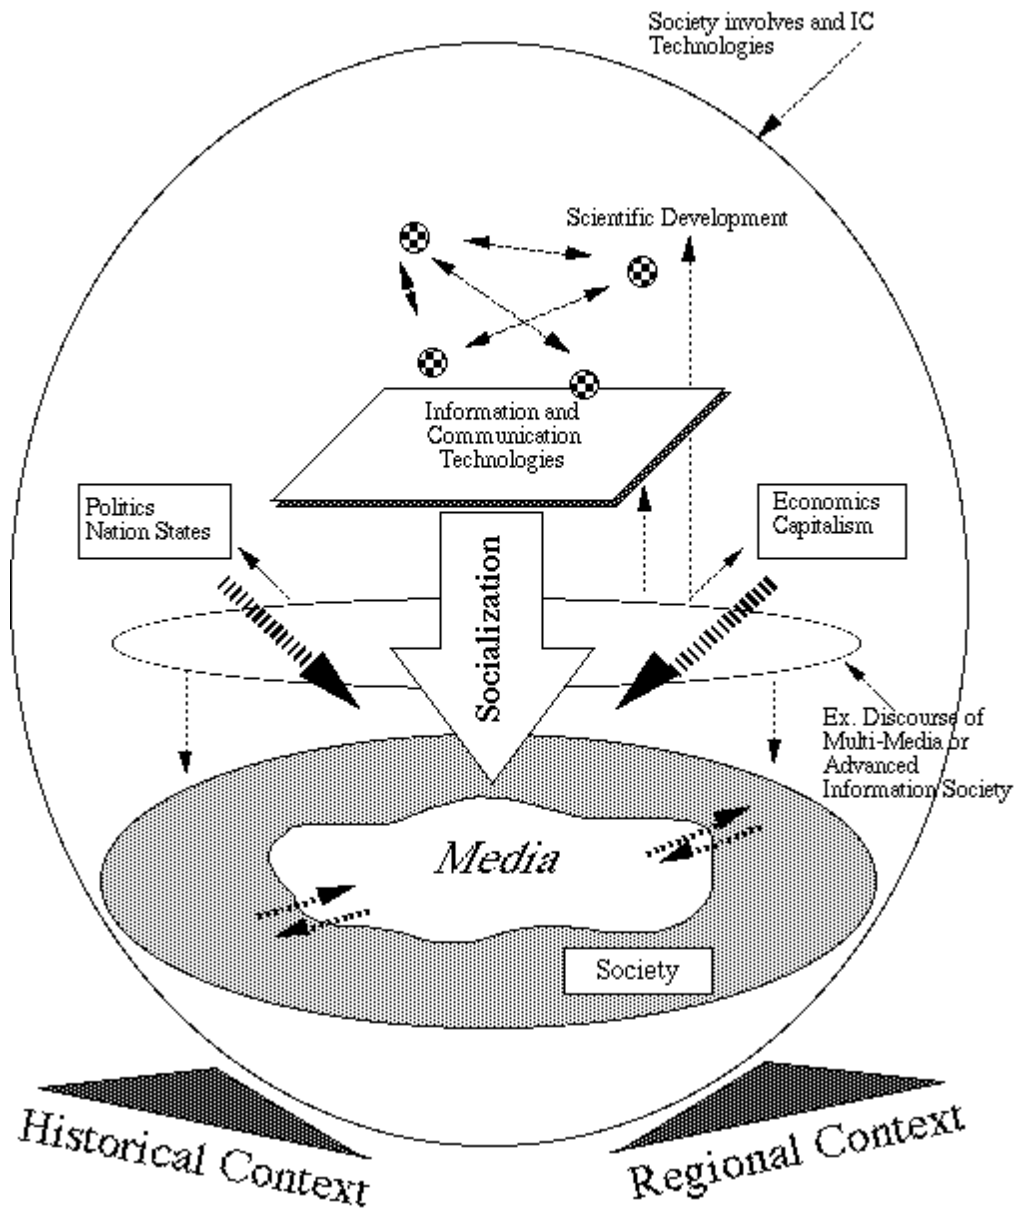 Society involves and IC
Technologies
Scientific Development
Information and
Communication
Technologies
Politics
Nation States
Economics
Capitalism
Socialization
Ex. Discourse of
Multi-Media or
Advanced
Information Society
Media
Society
Historical Context
Regional Context